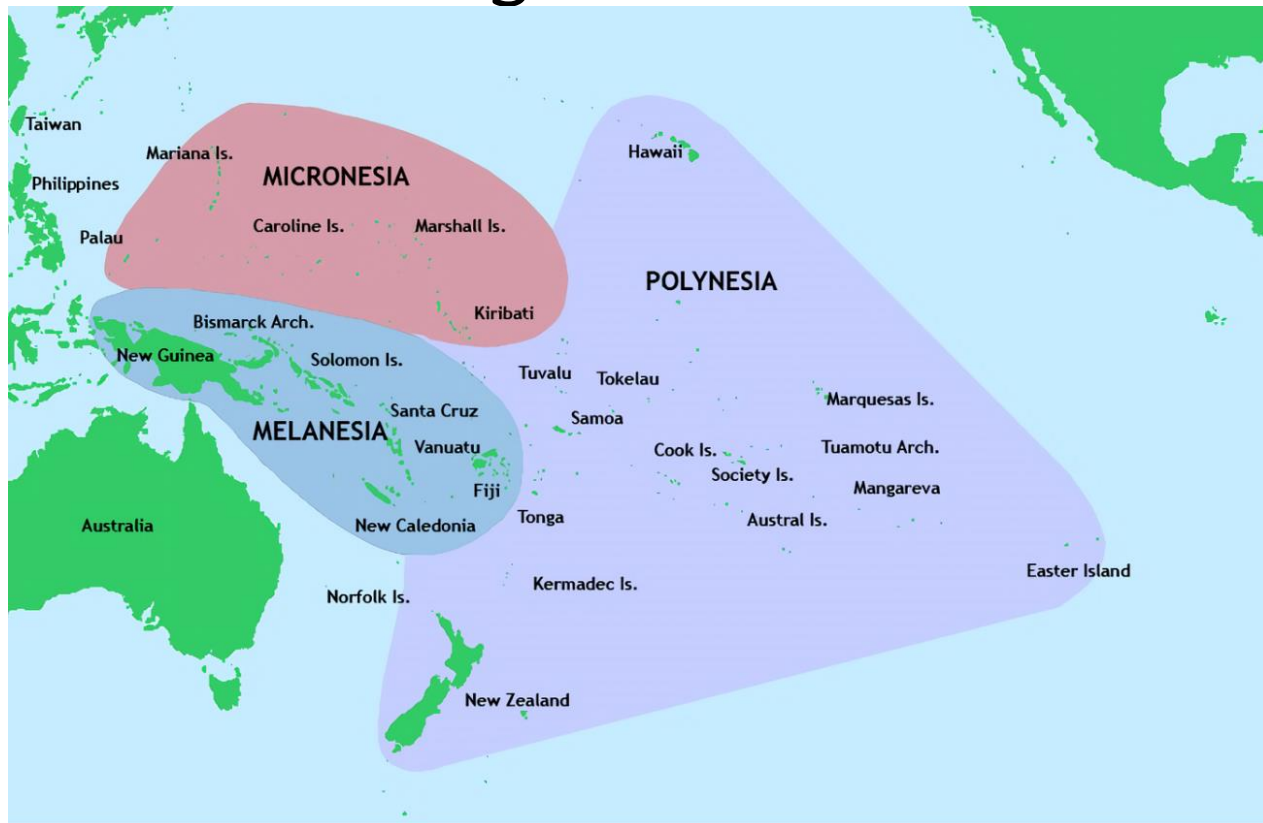 g
Taiwan
Mariana Is.
Hawaii
MICRONESIA
Philippines
Caroline Is.
Marshall Is.
Palau
POLYNESIA
Kiribati
Bismarck Arch.
New Guinea
Solomon Is.
Tuvalu
Tokelau
Marquesas Is.
Santa Cruz
Samoa
MELANESIA
Vanuatu
Cook Is.
Tuamotu Arch.
Society Is.
Fiji
Mangareva
Tonga
Austral Is.
New Caledonia
Australia
Easter Island
Kermadec Is.
Norfolk Is.
New Zealand